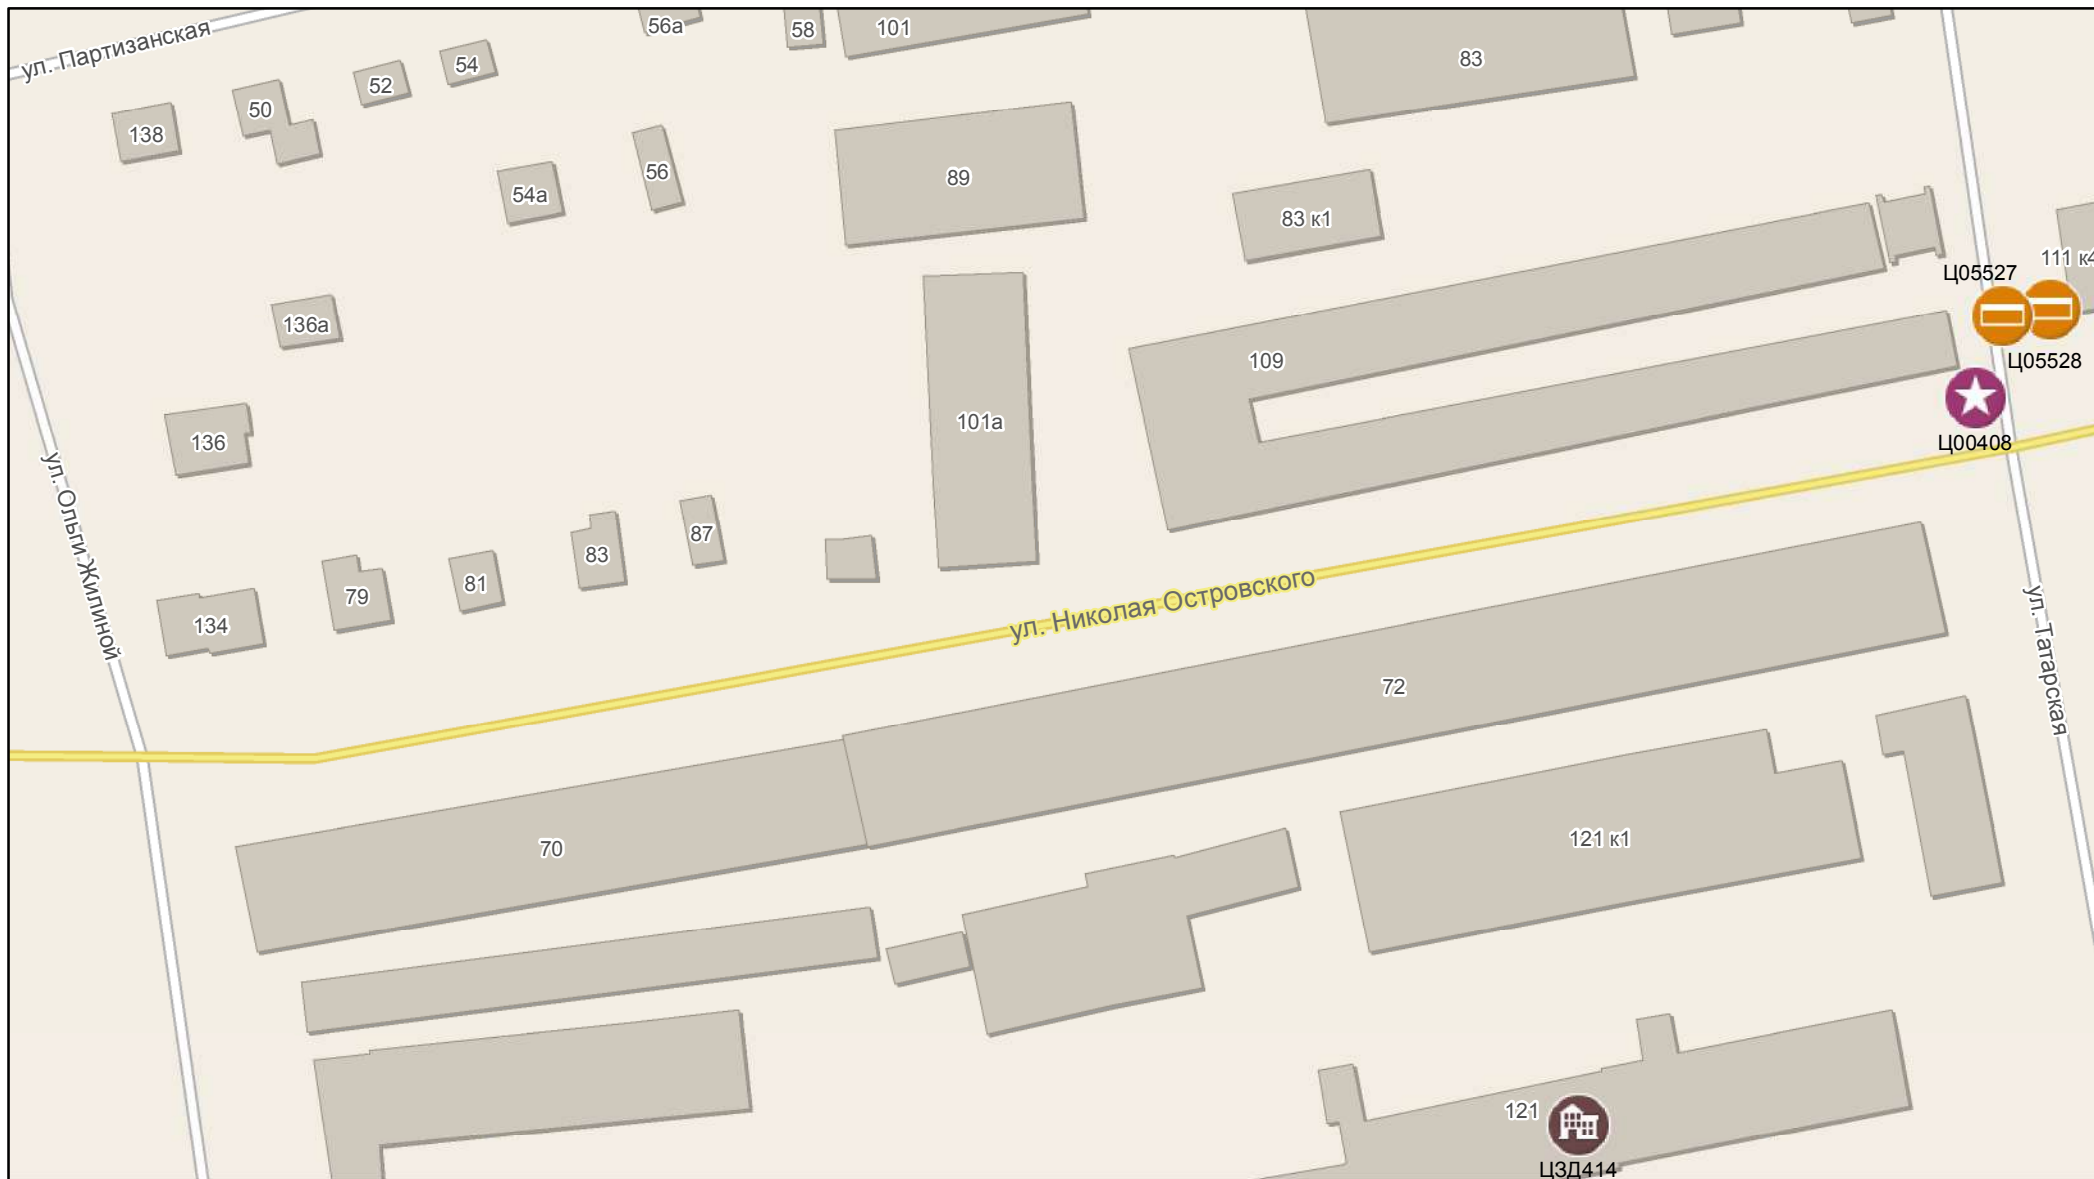 56а
58
101
ул. Партизанская
54
83
52
50
138
56
89
54а
83 к1
111 к4
Ц05527
136а
109
Ц05528
101а
136
Ц00408
ул. Ольги Жилиной
87
83
81
79
ул. Николая Островского
134
ул. Татарская
72
121 к1
70
121
ЦЗД414